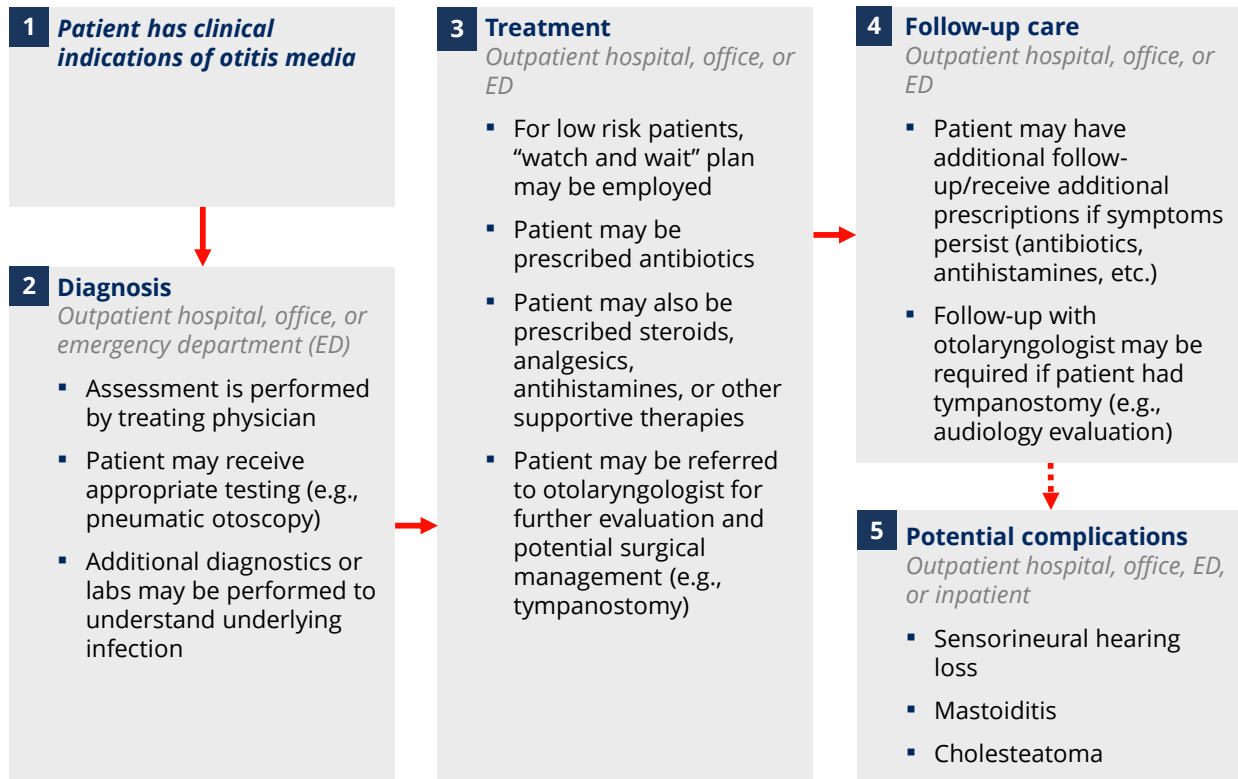 1 Patient has clinical
indications of otitis media
2 Diagnosis
Outpatient hospital, office, or
emergency department (ED)
▪ Assessment is performed
by treating physician
▪ Patient may receive
appropriate testing (e.g.,
pneumatic otoscopy)
▪ Additional diagnostics or
labs may be performed to
understand underlying
infection
3 Treatment
Outpatient hospital, office, or
ED
▪ For low risk patients,
“watch and wait” plan
may be employed
▪ Patient may be
prescribed antibiotics
▪ Patient may also be
prescribed steroids,
analgesics,
antihistamines, or other
supportive therapies
▪ Patient may be referred
to otolaryngologist for
further evaluation and
potential surgical
management (e.g.,
tympanostomy)
4 Follow-up care
Outpatient hospital, office, or
ED
▪ Patient may have
additional follow-
up/receive additional
prescriptions if symptoms
persist (antibiotics,
antihistamines, etc.)
▪ Follow-up with
otolaryngologist may be
required if patient had
tympanostomy (e.g.,
audiology evaluation)
5 Potential complications
Outpatient hospital, office, ED,
or inpatient
▪ Sensorineural hearing
loss
▪ Mastoiditis
▪ Cholesteatoma